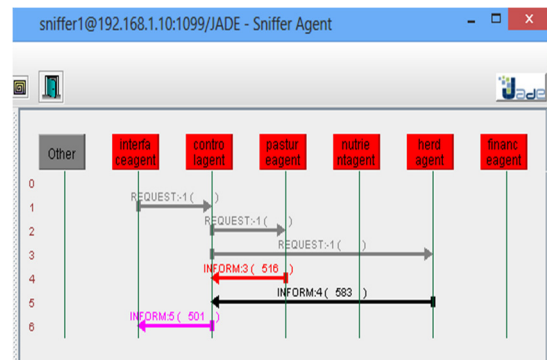 sniffer1@192.168.1.10:1099/JADE - Sniffer Agent
Jade
Other
interfa
ceagent
contro
lagent
pastur
eagent
nutrie
ntagent
herd
agent
financ
eagent
0
1
REQUEST:-1 ( )
2
REQUEST:-1 ( )
3
REQUEST:-1 ( )
4
INFORM:3 ( 516 )
5
INFORM:4 ( 583 )
6
INFORM:5 ( 501 )